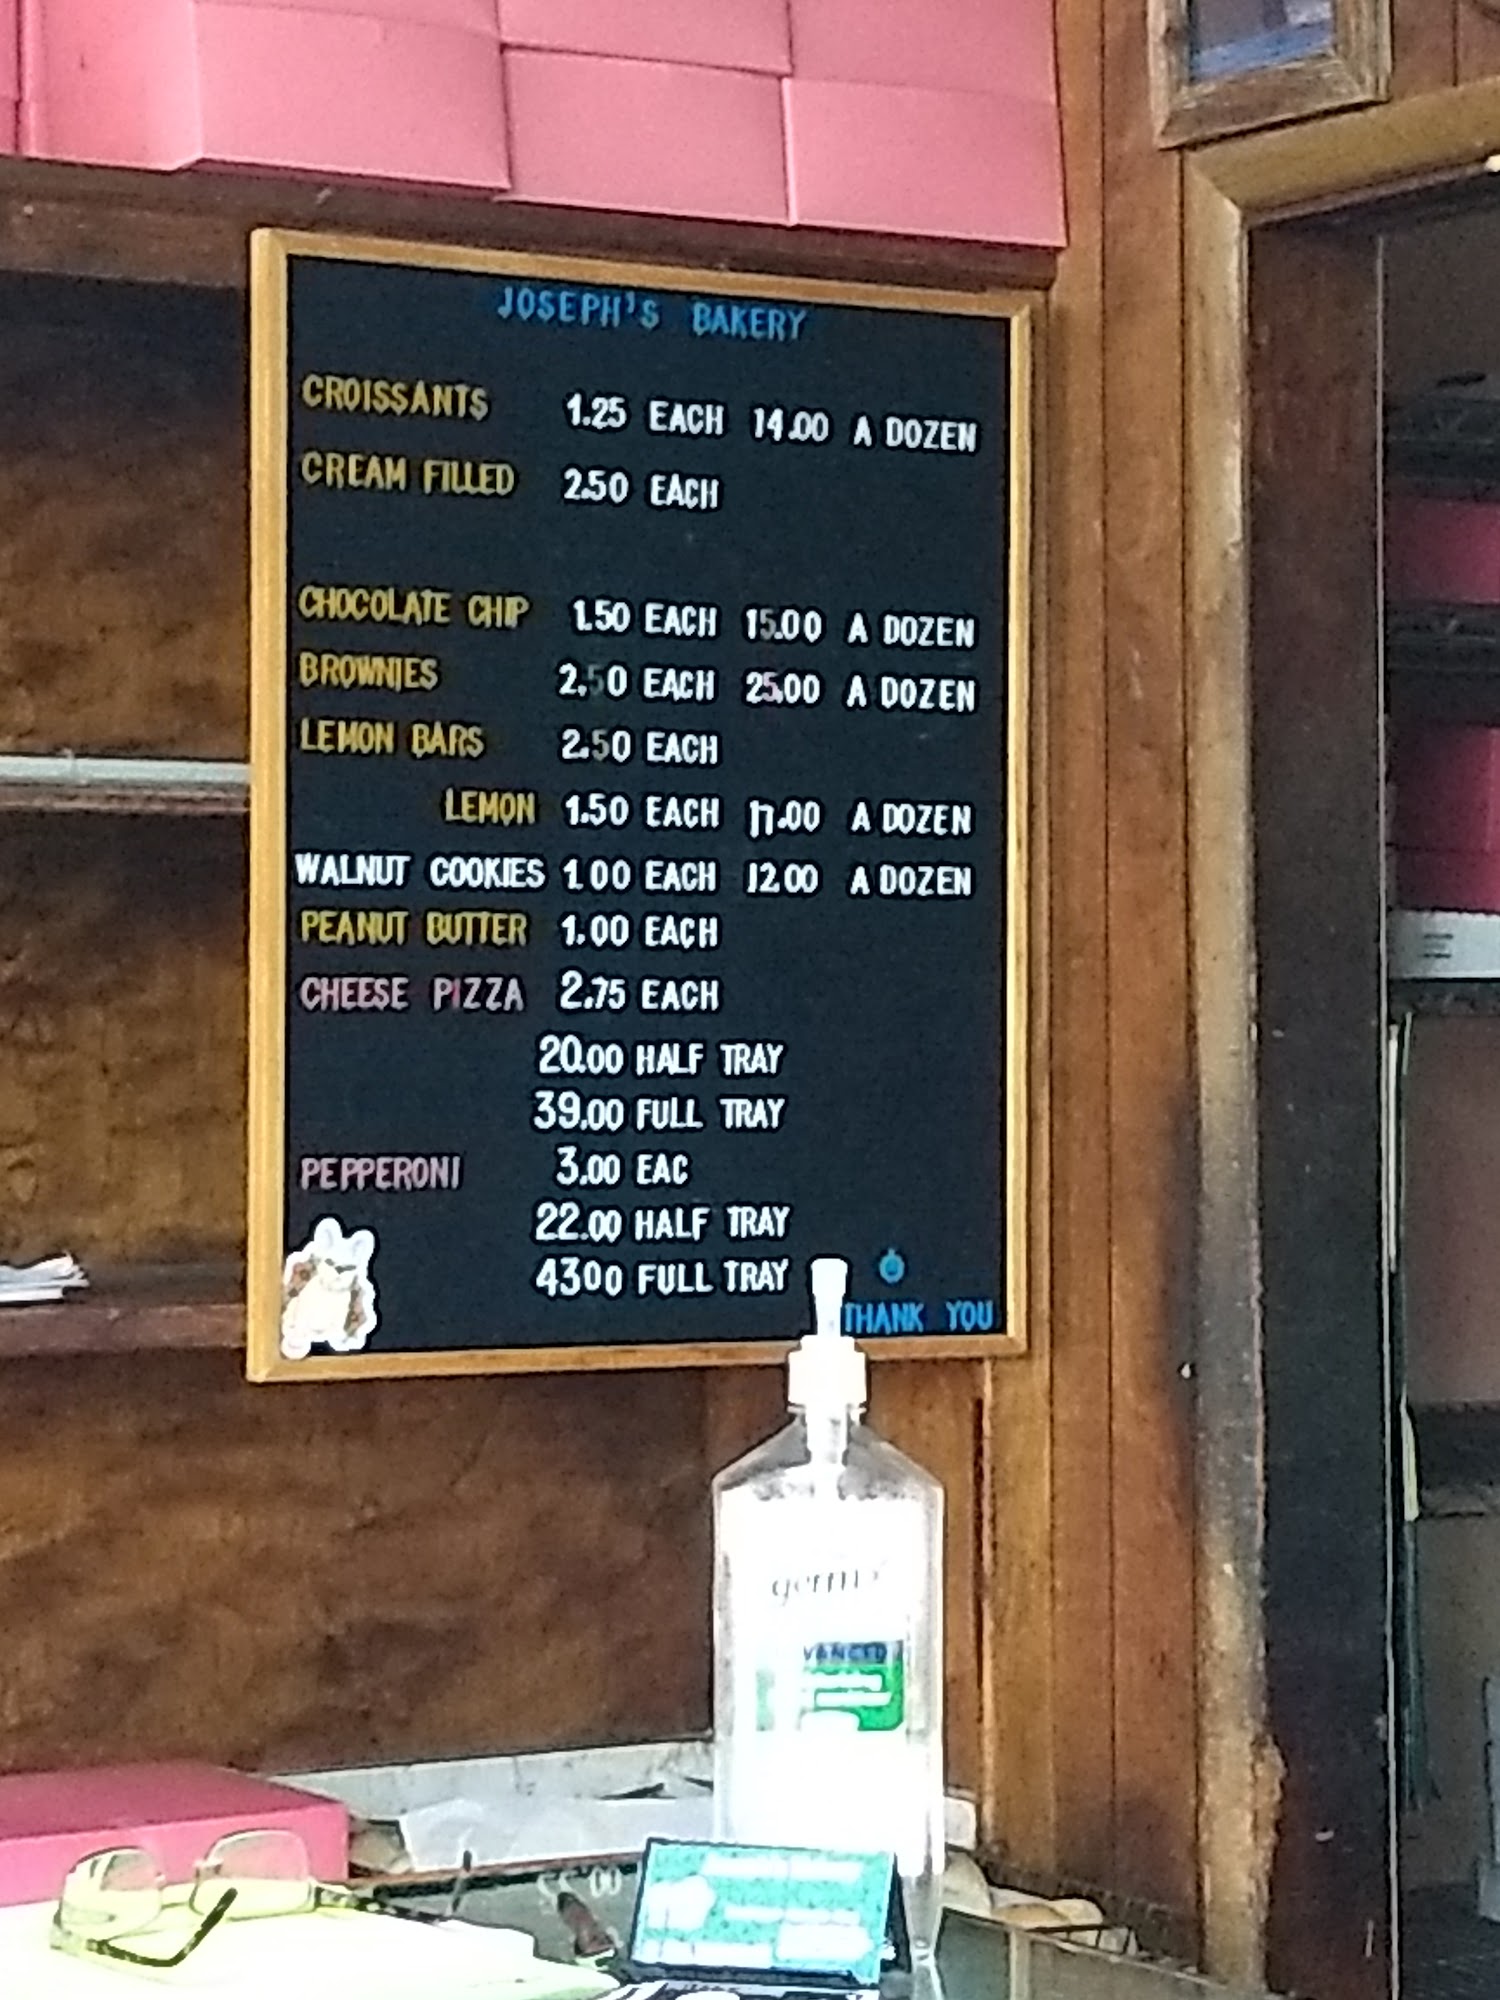 JOSEPH'S BAKERY
CROISSANTS 1.25 EACH 14.00 A DOZEN
CREAM FILLED 2.50 EACH
CHOCOLATE CHIP 1.50 EACH 15.00 A DOZEN
BROWNIES 2.50 EACH 25.00 A DOZEN
LEMON BARS 2.50 EACH
LEMON 1.50 EACH 17.00 A DOZEN
WALNUT COOKIES 1 00 EACH 12 00 A DOZEN
PEANUT BUTTER 1.00 EACH
CHEESE PIZZA 2.75 EACH
20.00 HALF TRAY
39.00 FULL TRAY
PEPPERONI 3.00 EAC
22.00 HALF TRAY
4300 FULL TRAY
THANK YOU